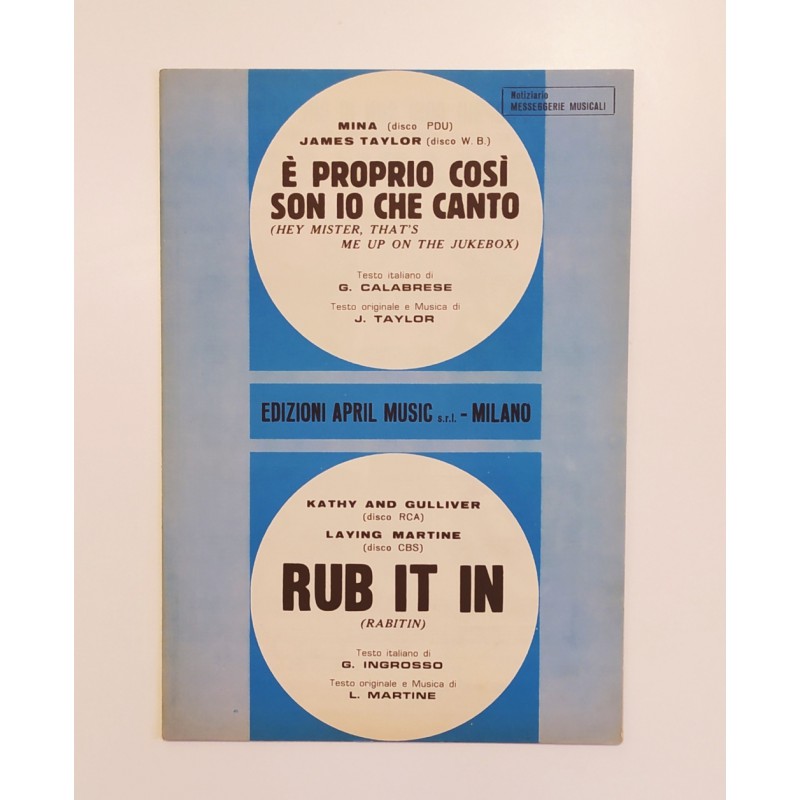 Notiziario
MESSEGGERIE MUSICALI
MINA (disco PDU)
JAMES TAYLOR (disco W. B.)
È PROPRIO COSÌ
SON IO CHE CANTO
(HEY MISTER, THAT'S
ME UP ON THE JUKEBOX)
Testo italiano di
G. CALABRESE
Testo originale e Musica di
J. TAYLOR
EDIZIONI APRIL MUSIC s.r.l. - MILANO
KATHY AND GULLIVER
(disco RCA)
LAYING MARTINE
(disco CBS)
RUB IT IN
(RABITIN)
Testo italiano di
G. INGROSSO
Testo originale e Musica di
L. MARTINE